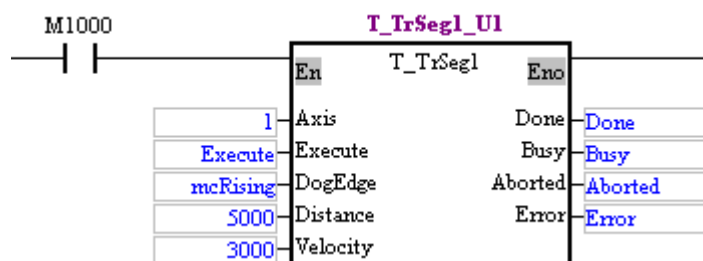 M1000 T_TrSeg1_U1
En T_TrSeg1 Eno
1 Axis Done Done
Execute Execute Busy Busy
mcRising DogEdge Aborted Aborted
5000 Distance Error Error
3000 Velocity